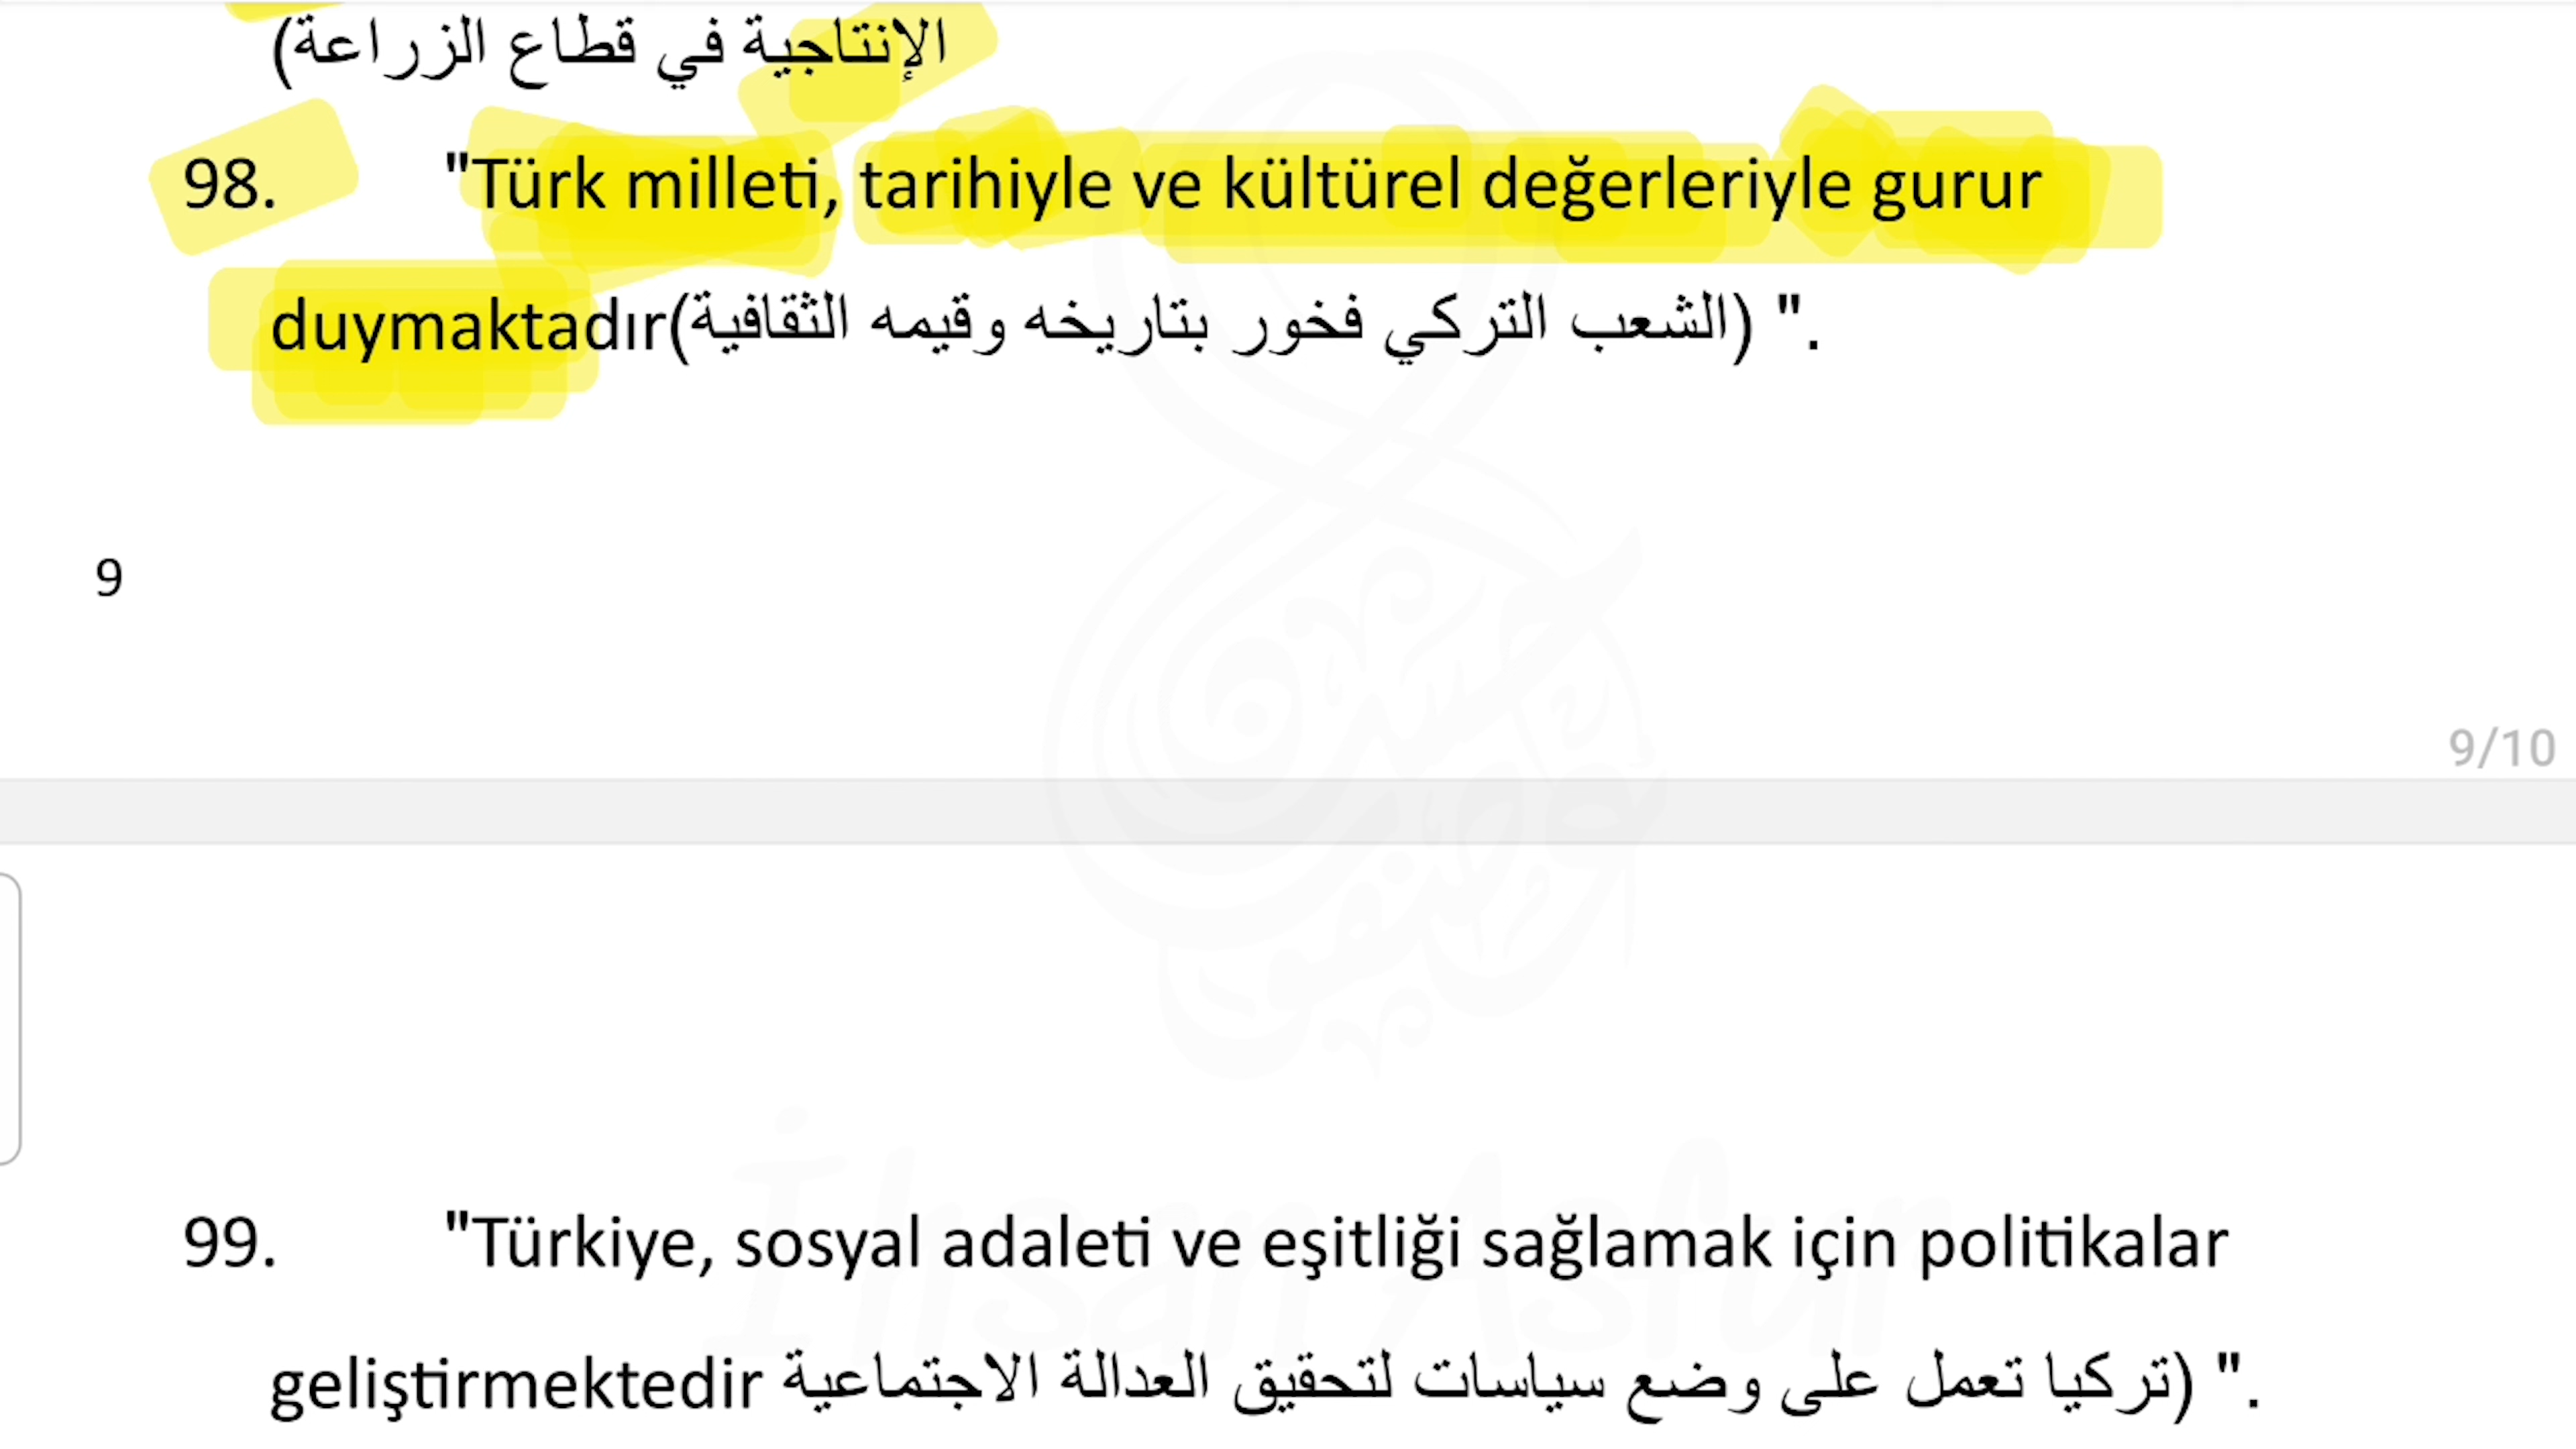 الإنتاجية في قطاع الزراعة)
98. "Türk milleti, tarihiyle ve kültürel değerleriyle gurur
duymaktadır(الشعب التركي فخور بتاريخه وقيمه الثقافية) ".
9
9/10
99. "Türkiye, sosyal adaleti ve eşitliği sağlamak için politikalar
geliştirmektedir (تركيا تعمل على وضع سياسات لتحقيق العدالة الاجتماعية ".
İhsan Asfur